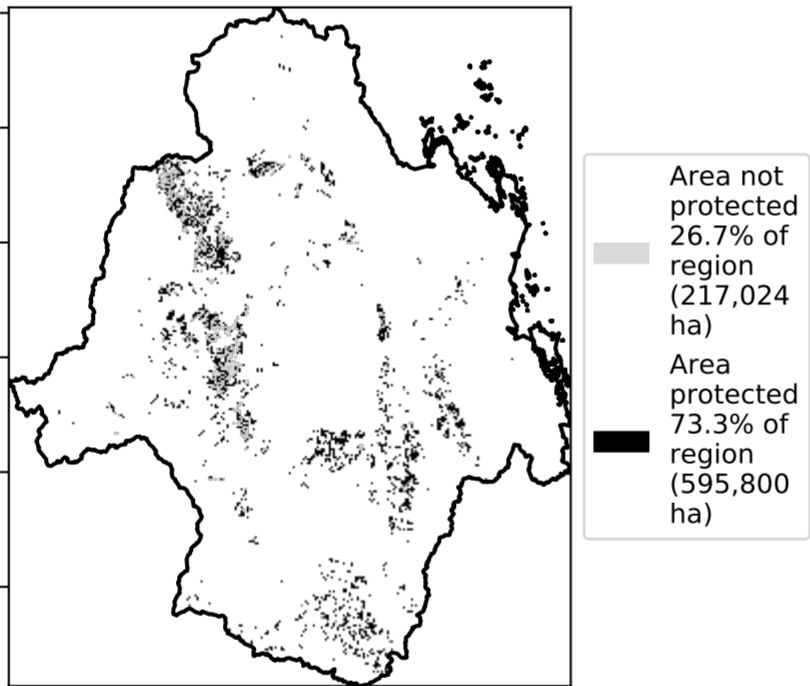 Area not
protected
26.7% of
region
(217,024
ha)
Area
protected
73.3% of
region
(595,800
ha)